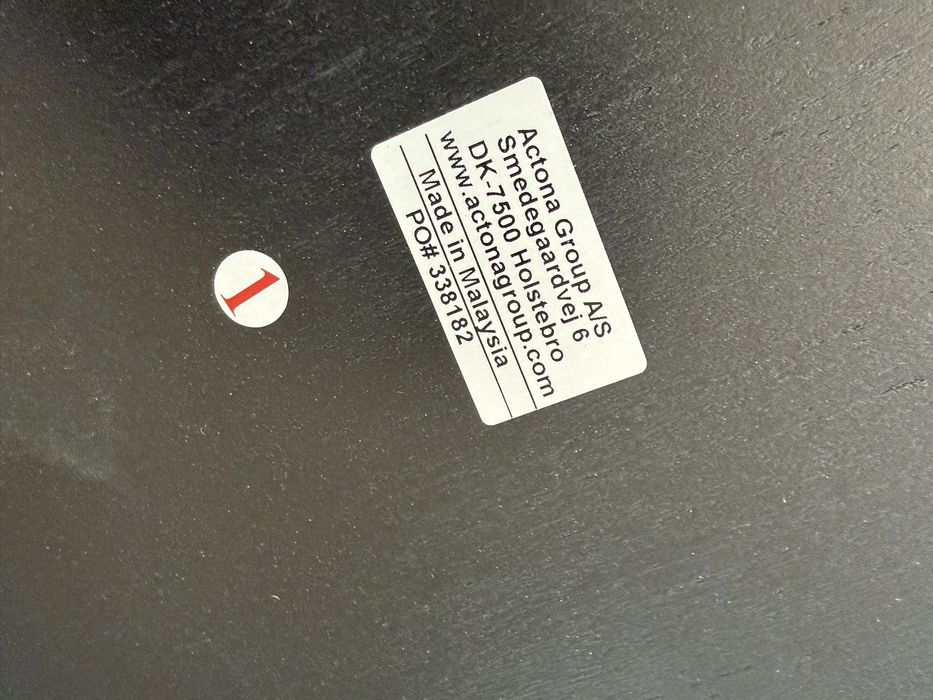 Actona Group A/S
Smedegaardvej 6
DK-7500 Holstebro
www.actonagroup.com
Made in Malaysia
PO# 338182
1